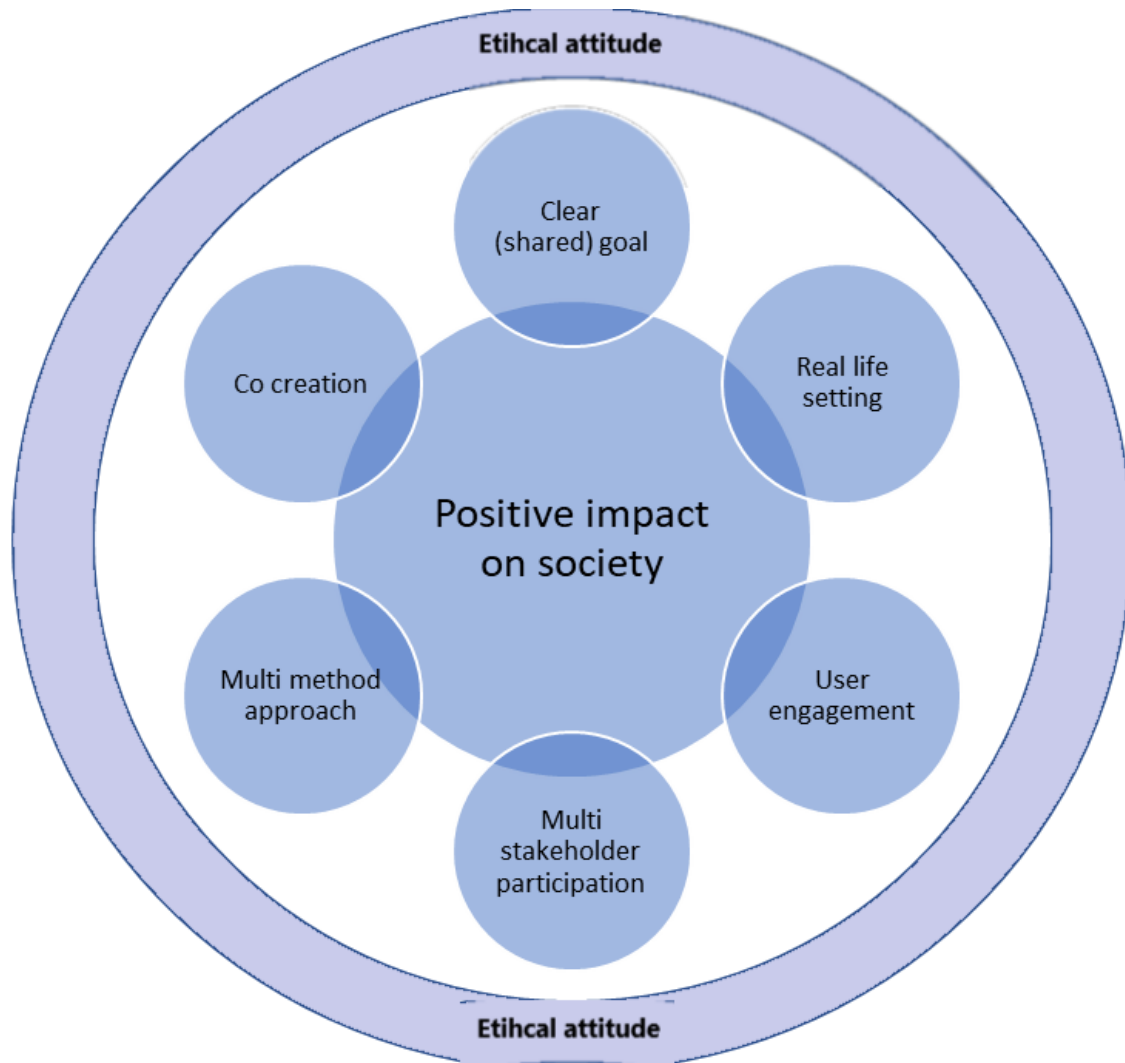 Etihcal attitude
Clear
(shared) goal
Co creation
Real life
setting
Positive impact
on society
Multi method
approach
User
engagement
Multi
stakeholder
participation
Etihcal attitude